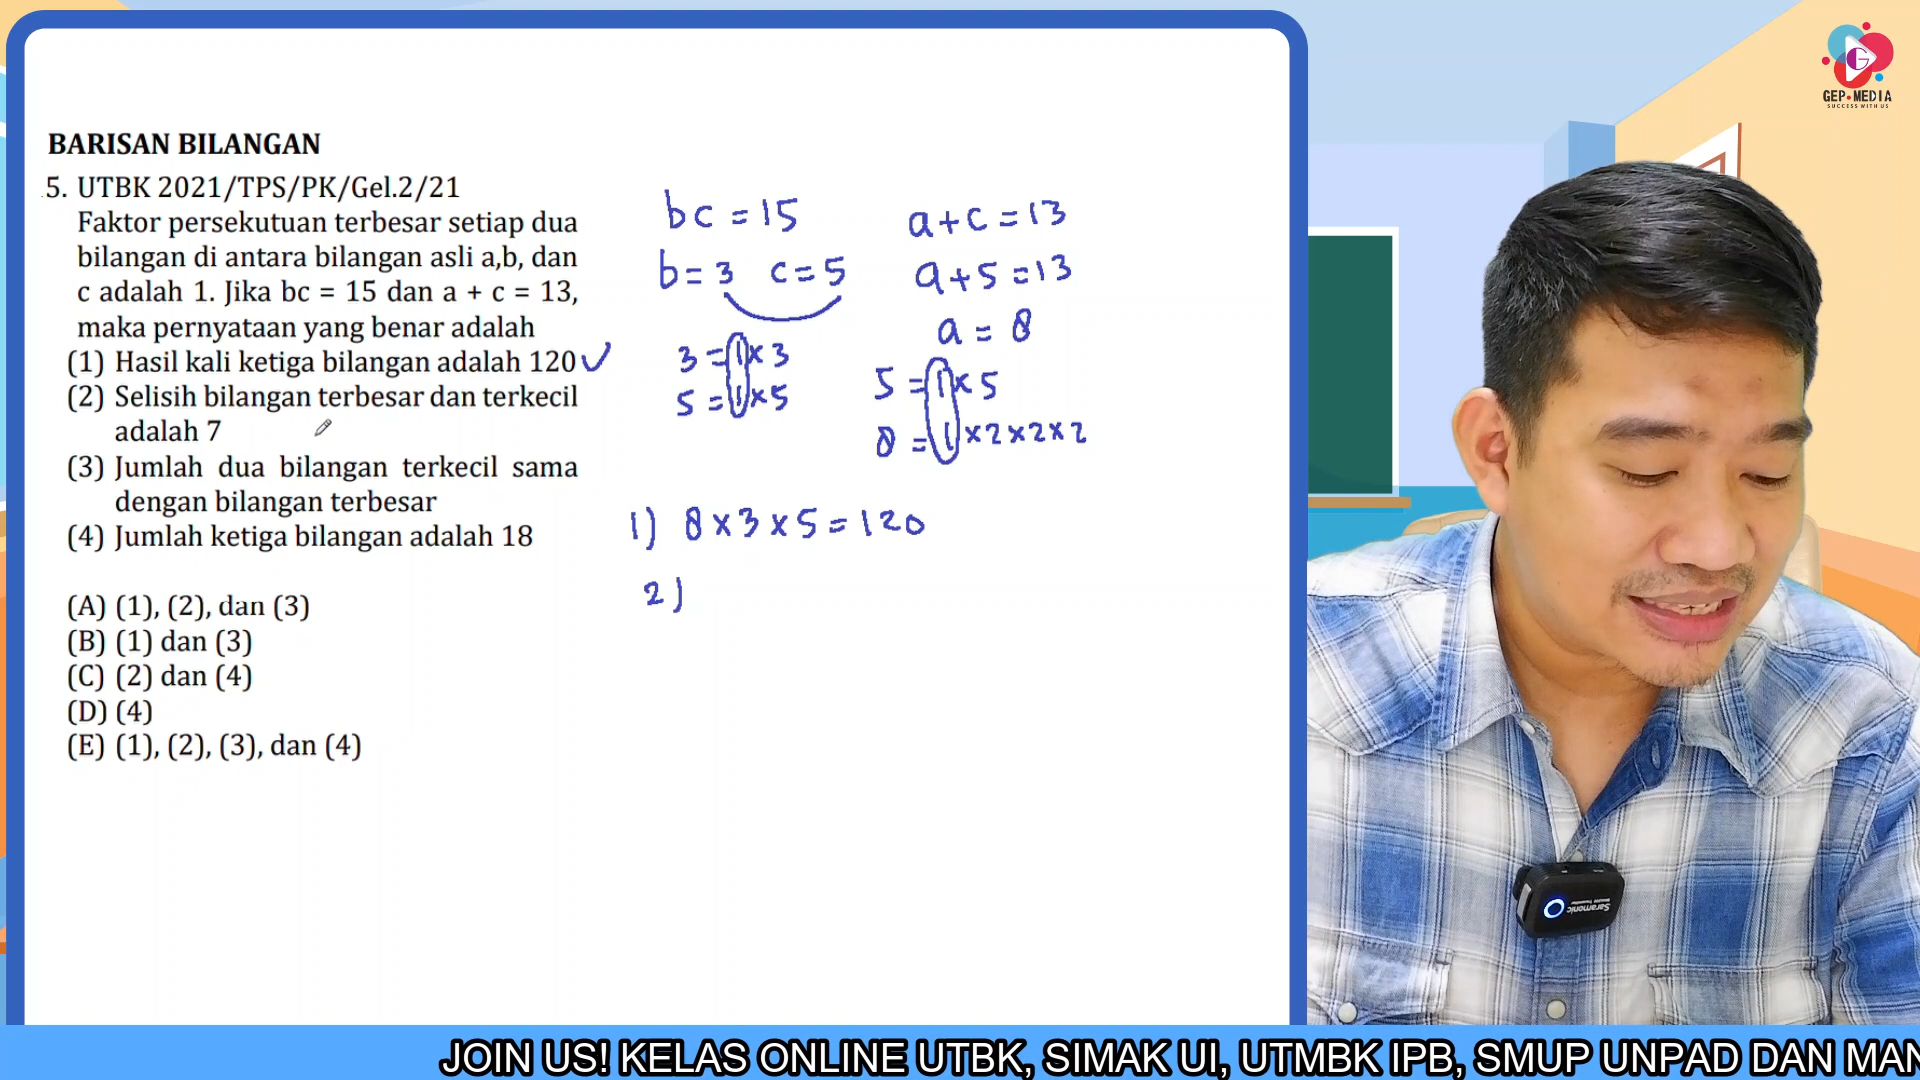 GEP•MEDIA
SUCCESS WITH US
BARISAN BILANGAN
5. UTBK 2021/TPS/PK/Gel.2/21
Faktor persekutuan terbesar setiap dua
bilangan di antara bilangan asli a,b, dan
c adalah 1. Jika bc = 15 dan a + c = 13,
maka pernyataan yang benar adalah
(1) Hasil kali ketiga bilangan adalah 120 ✓
(2) Selisih bilangan terbesar dan terkecil
adalah 7
(3) Jumlah dua bilangan terkecil sama
dengan bilangan terbesar
(4) Jumlah ketiga bilangan adalah 18
(A) (1), (2), dan (3)
(B) (1) dan (3)
(C) (2) dan (4)
(D) (4)
(E) (1), (2), (3), dan (4)
bc = 15
b = 3 c = 5
3 = 1 x 3
5 = 1 x 5
a + c = 13
a + 5 = 13
a = 8
5 = 1 x 5
8 = 1 x 2 x 2 x 2
1) 8 x 3 x 5 = 120
2)
Saramonic
JOIN US! KELAS ONLINE UTBK, SIMAK UI, UTMBK IPB, SMUP UNPAD DAN MAN